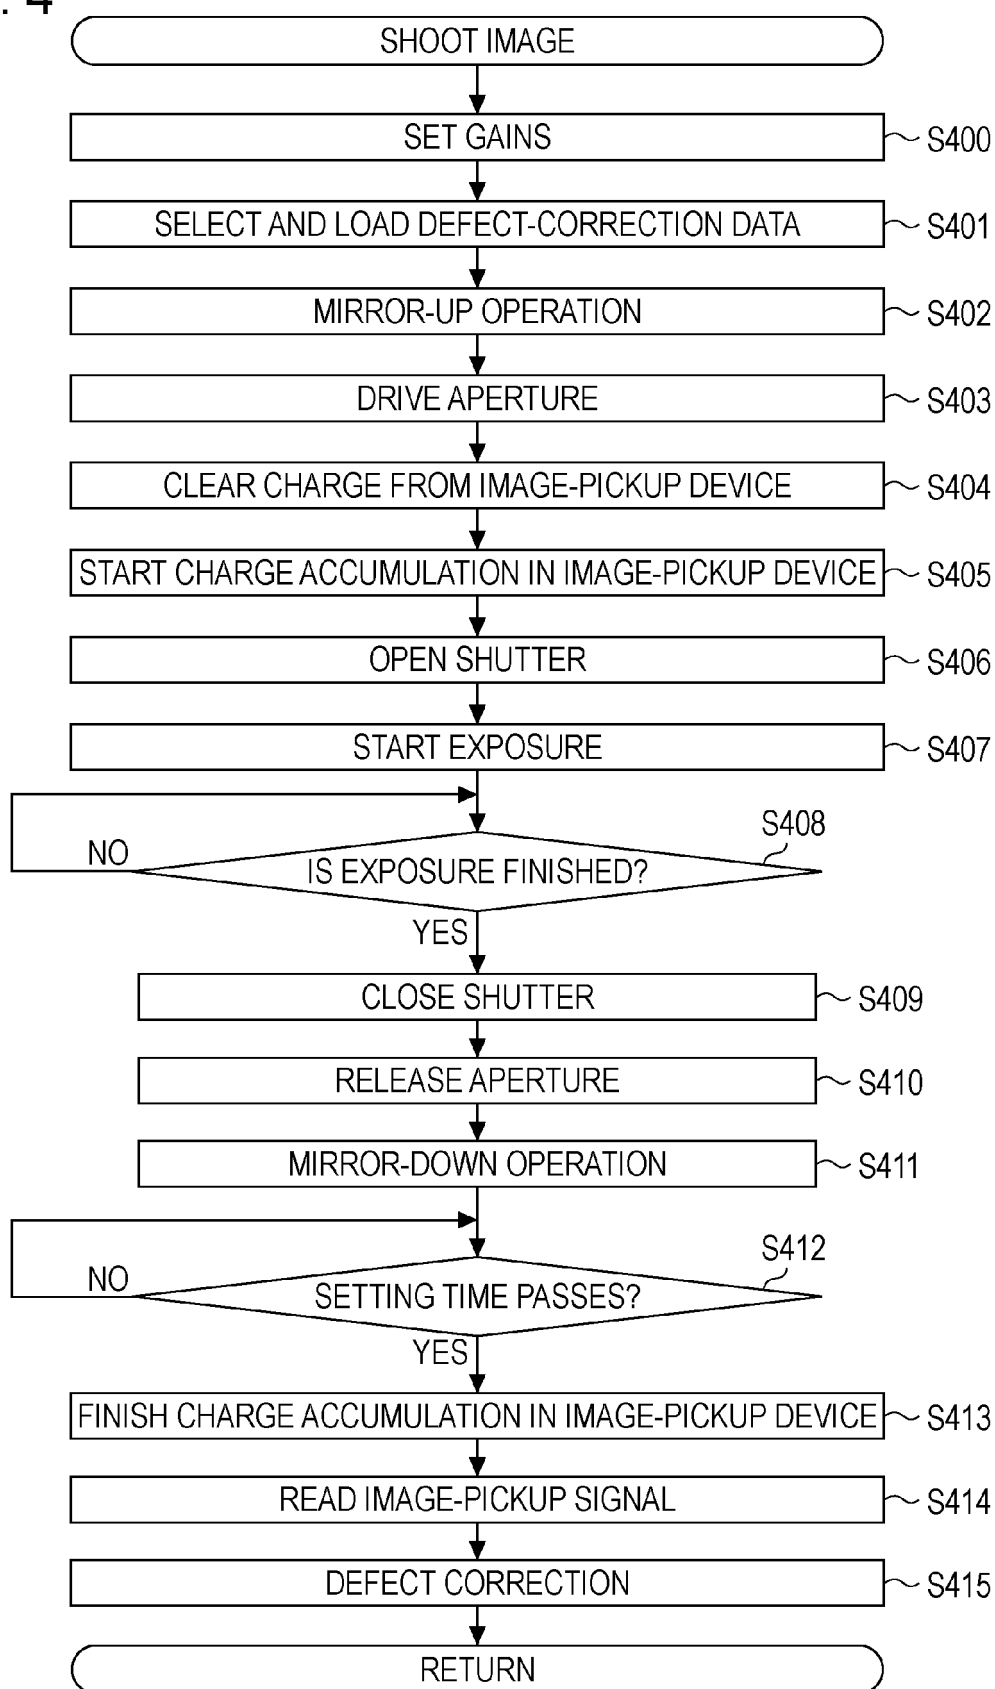 . 4
SHOOT IMAGE
SET GAINS
S400
SELECT AND LOAD DEFECT-CORRECTION DATA
S401
MIRROR-UP OPERATION
S402
DRIVE APERTURE
S403
CLEAR CHARGE FROM IMAGE-PICKUP DEVICE
S404
START CHARGE ACCUMULATION IN IMAGE-PICKUP DEVICE
S405
OPEN SHUTTER
S406
START EXPOSURE
S407
S408
NO
IS EXPOSURE FINISHED?
YES
CLOSE SHUTTER
S409
RELEASE APERTURE
S410
MIRROR-DOWN OPERATION
S411
S412
NO
SETTING TIME PASSES?
YES
FINISH CHARGE ACCUMULATION IN IMAGE-PICKUP DEVICE
S413
READ IMAGE-PICKUP SIGNAL
S414
DEFECT CORRECTION
S415
RETURN